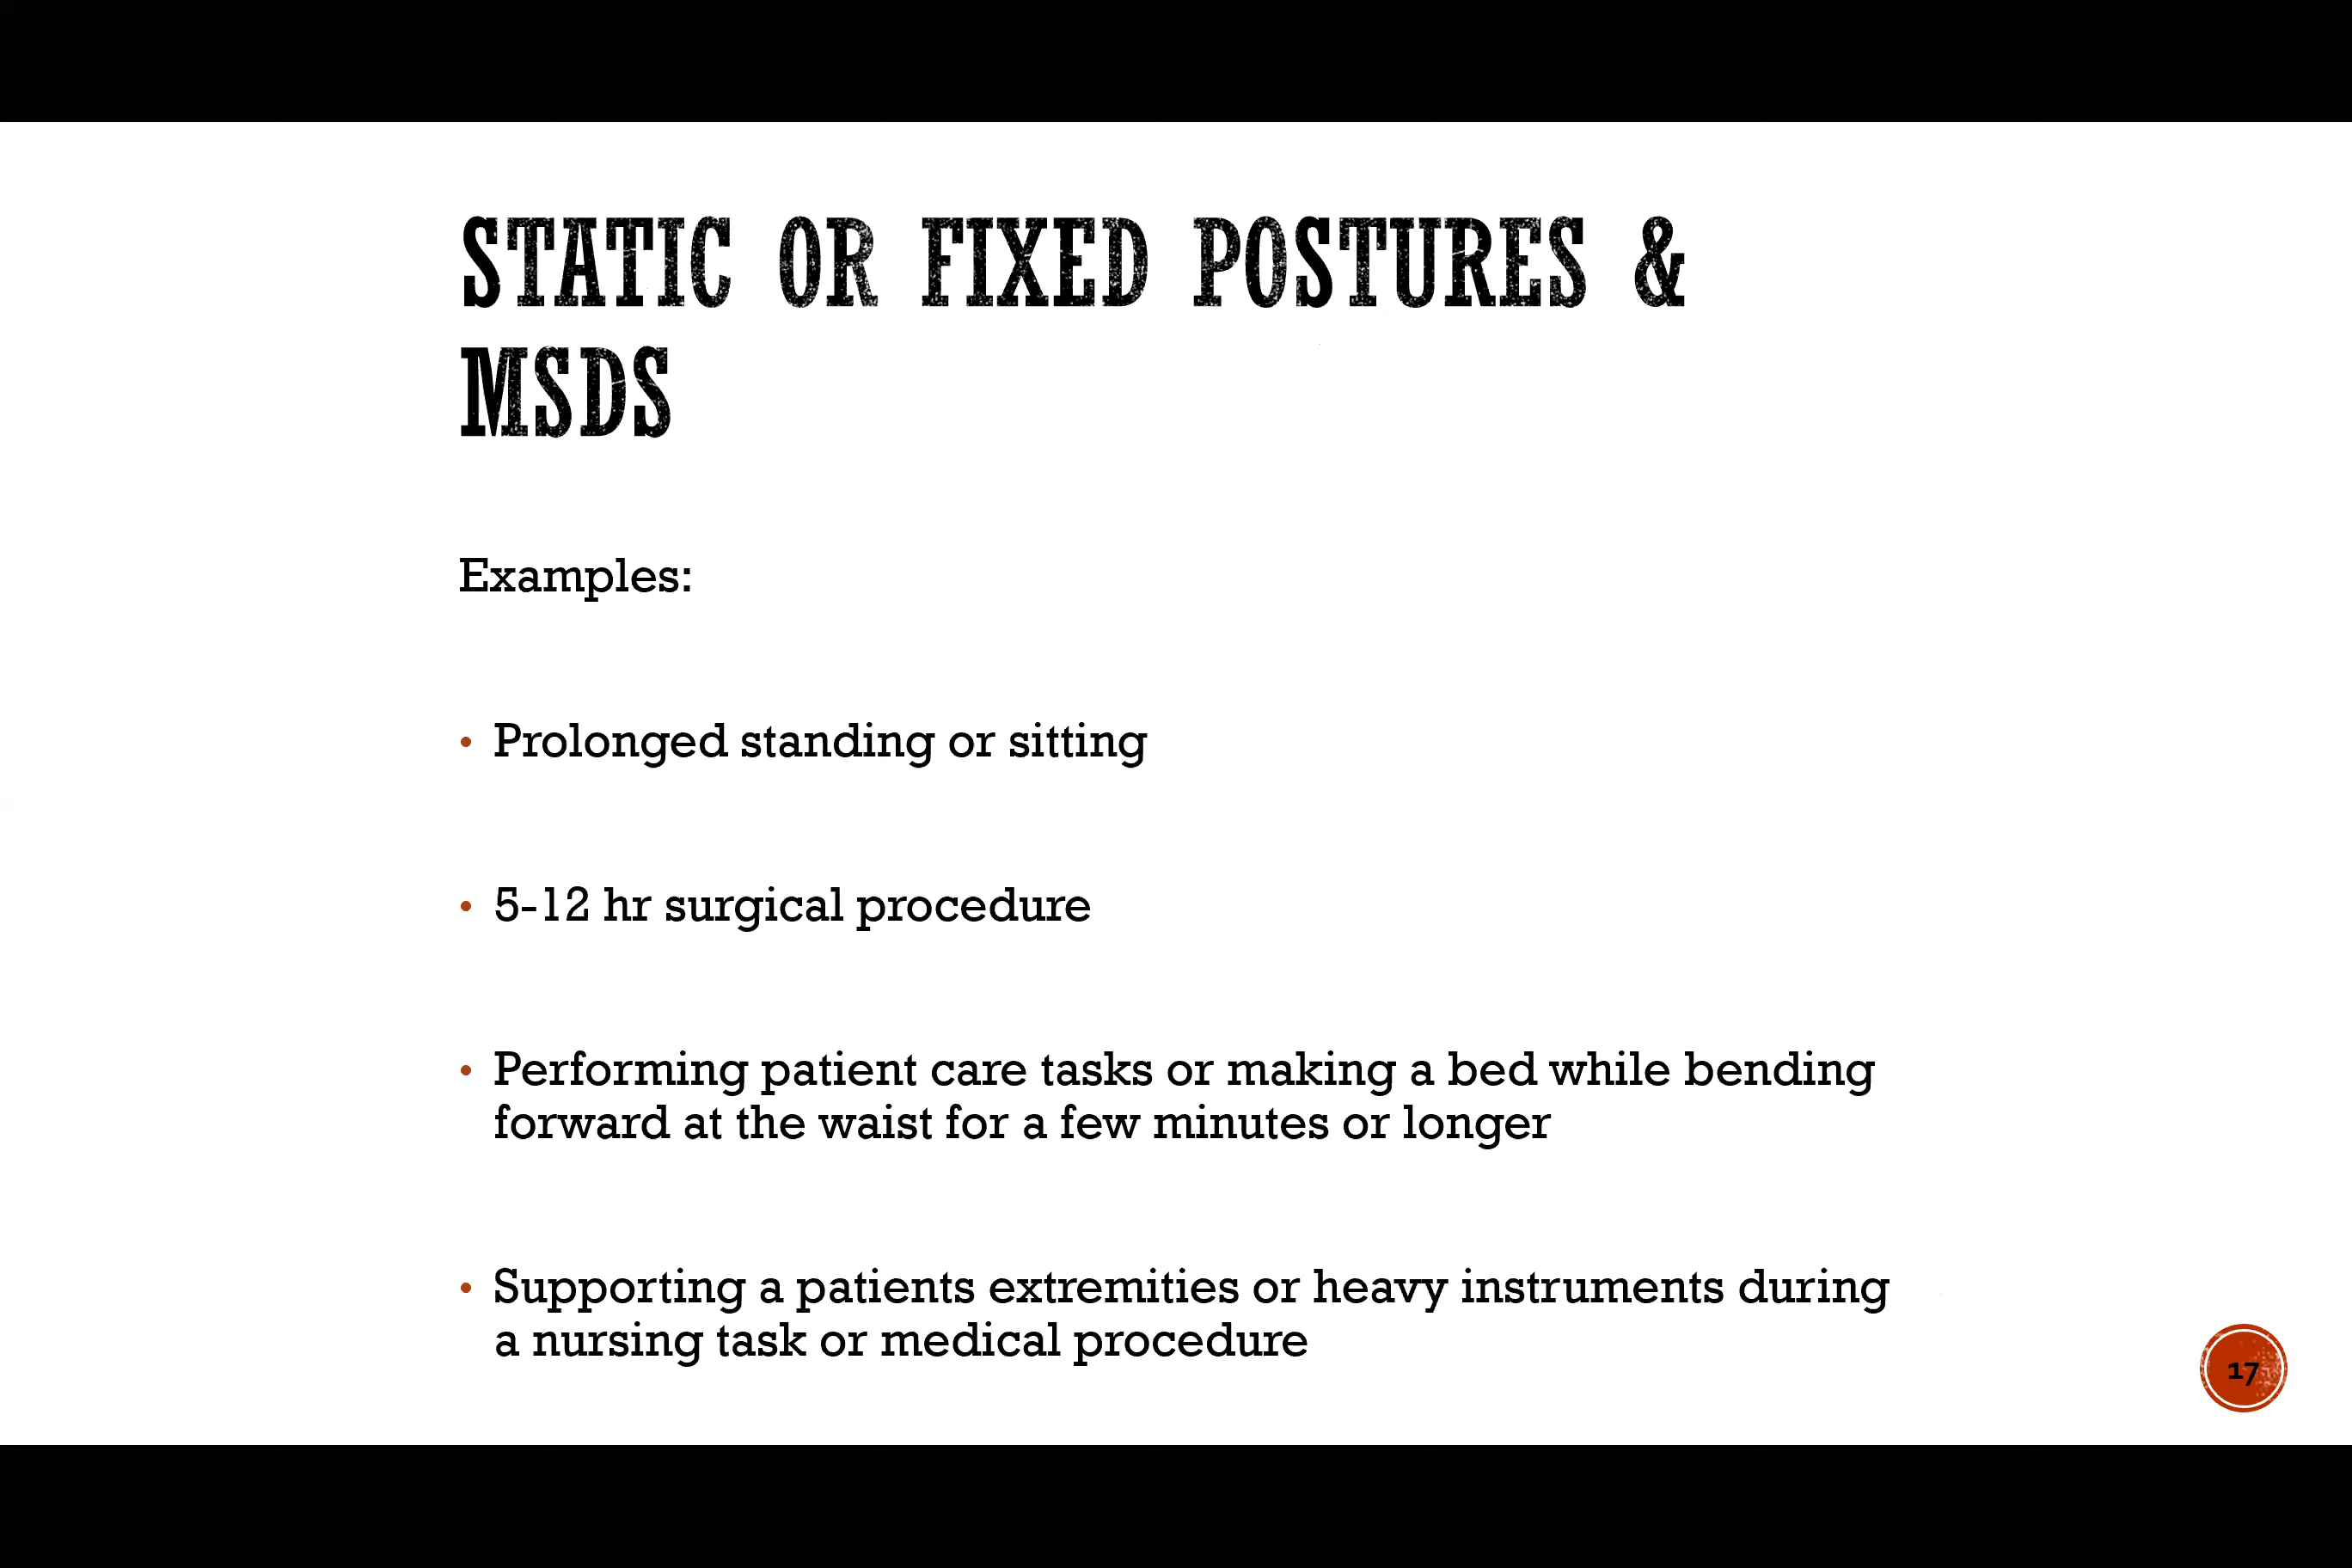 STATIC OR FIXED POSTURES &
MSDS
Examples:
• Prolonged standing or sitting
• 5-12 hr surgical procedure
• Performing patient care tasks or making a bed while bending
forward at the waist for a few minutes or longer
• Supporting a patients extremities or heavy instruments during
a nursing task or medical procedure
17